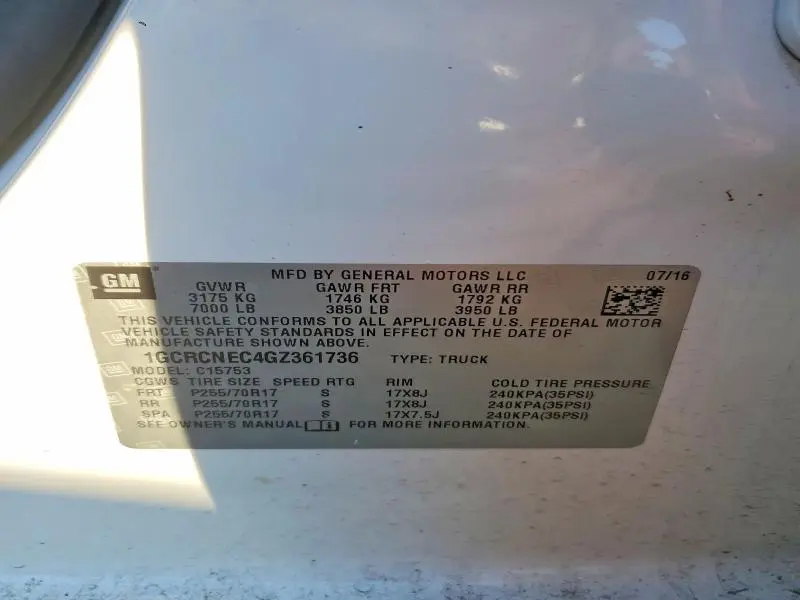 GM
MFD BY GENERAL MOTORS LLC 07/16
GVWR GAWR FRT GAWR RR
3175 KG 1746 KG 1792 KG
7000 LB 3850 LB 3950 LB
THIS VEHICLE CONFORMS TO ALL APPLICABLE U.S. FEDERAL MOTOR
VEHICLE SAFETY STANDARDS IN EFFECT ON THE DATE OF
MANUFACTURE SHOWN ABOVE.
1GCRCNEC4GZ361736 TYPE: TRUCK
MODEL: C15753
CGWS TIRE SIZE SPEED RTG RIM COLD TIRE PRESSURE
FRT P255/70R17 S 17X8J 240KPA(35PSI)
RR P255/70R17 S 17X8J 240KPA(35PSI)
SPA P255/70R17 S 17X7.5J 240KPA(35PSI)
SEE OWNER'S MANUAL FOR MORE INFORMATION.